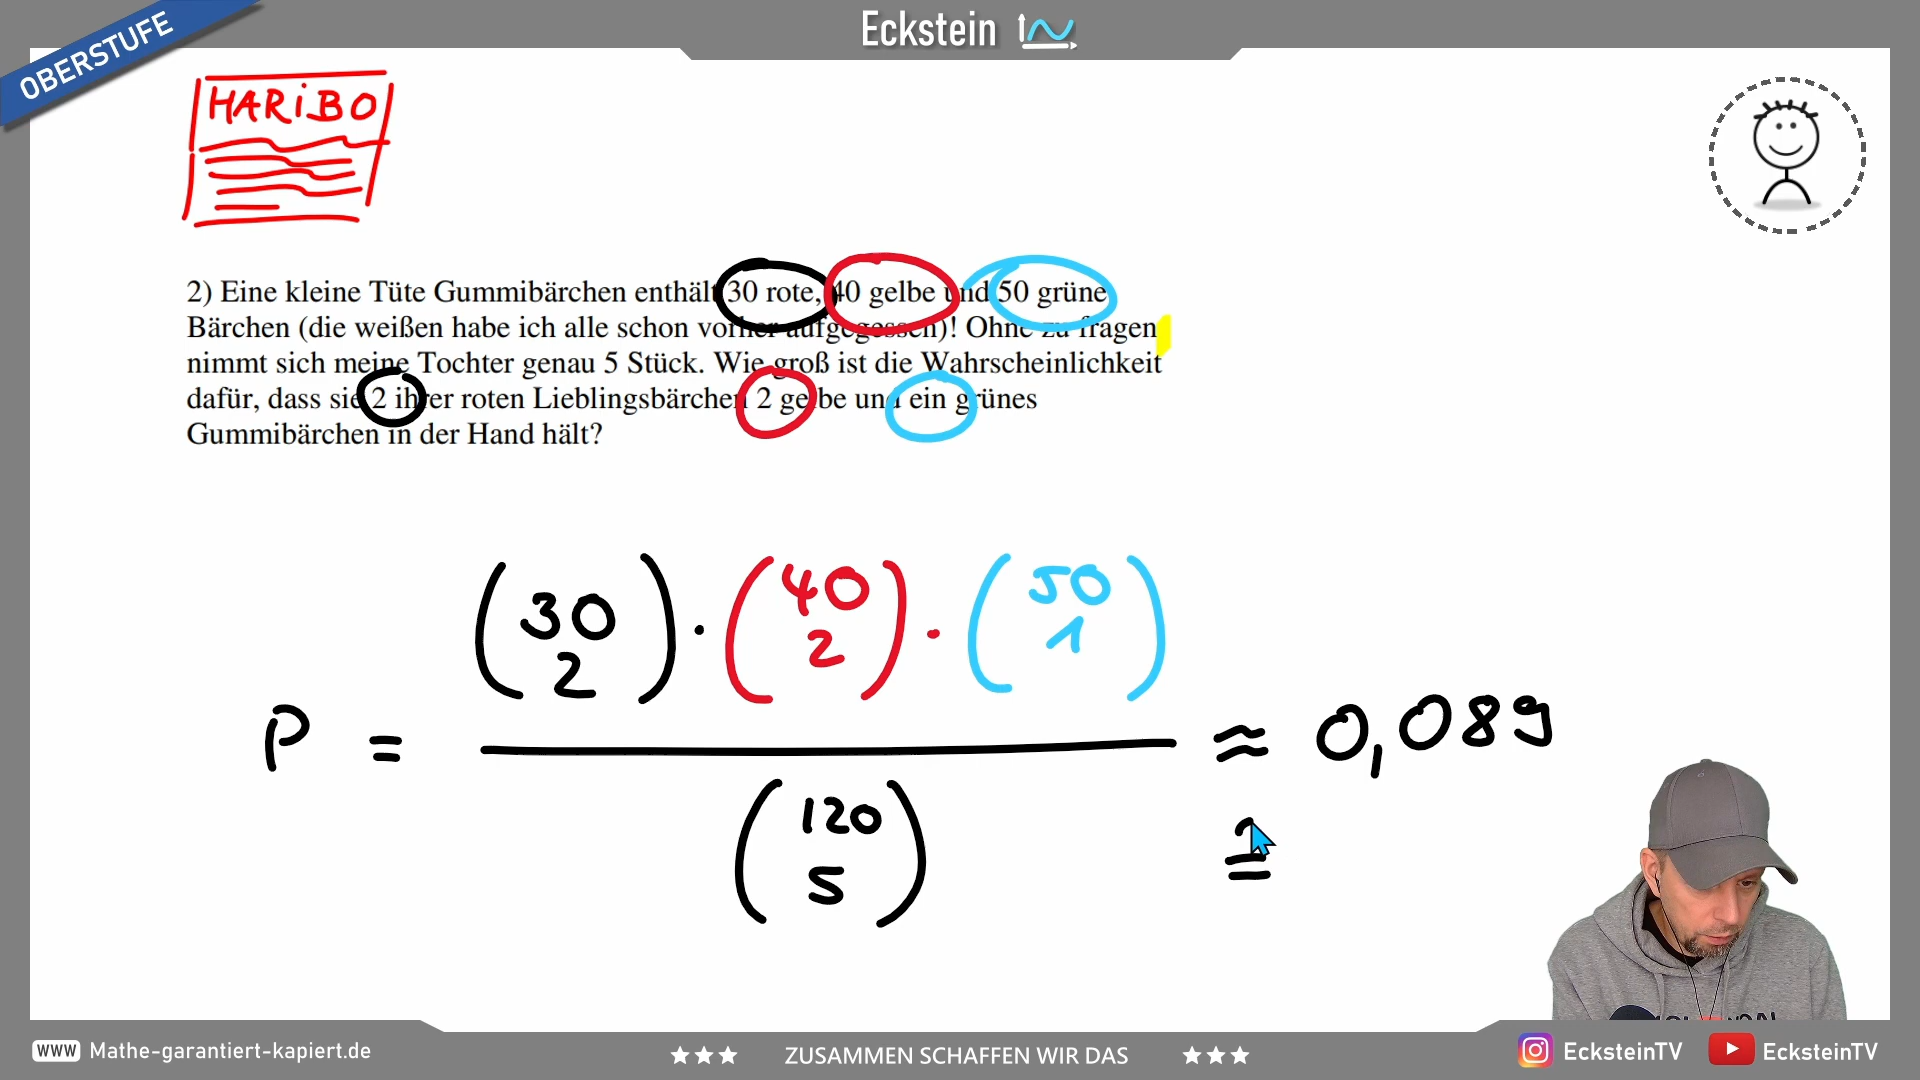 Eckstein
OBERSTUFE
HARiBO
2) Eine kleine Tüte Gummibärchen enthält 30 rote, 40 gelbe und 50 grüne
Bärchen (die weißen habe ich alle schon vorher aufgegessen)! Ohne zu fragen
nimmt sich meine Tochter genau 5 Stück. Wie groß ist die Wahrscheinlichkeit
dafür, dass sie 2 ihrer roten Lieblingsbärchen 2 gelbe und ein grünes
Gummibärchen in der Hand hält?
(30 2) · (40 2) · (50 1)
P = ≈ 0,089
(120 5) ≙
www Mathe-garantiert-kapiert.de
ZUSAMMEN SCHAFFEN WIR DAS
EcksteinTV
EcksteinTV